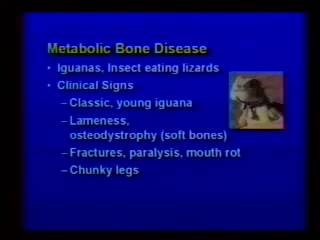 Metabolic Bone Disease
• Iguanas, Insect eating lizards
• Clinical Signs
– Classic, young iguana
– Lameness,
osteodystrophy (soft bones)
– Fractures, paralysis, mouth rot
– Chunky legs